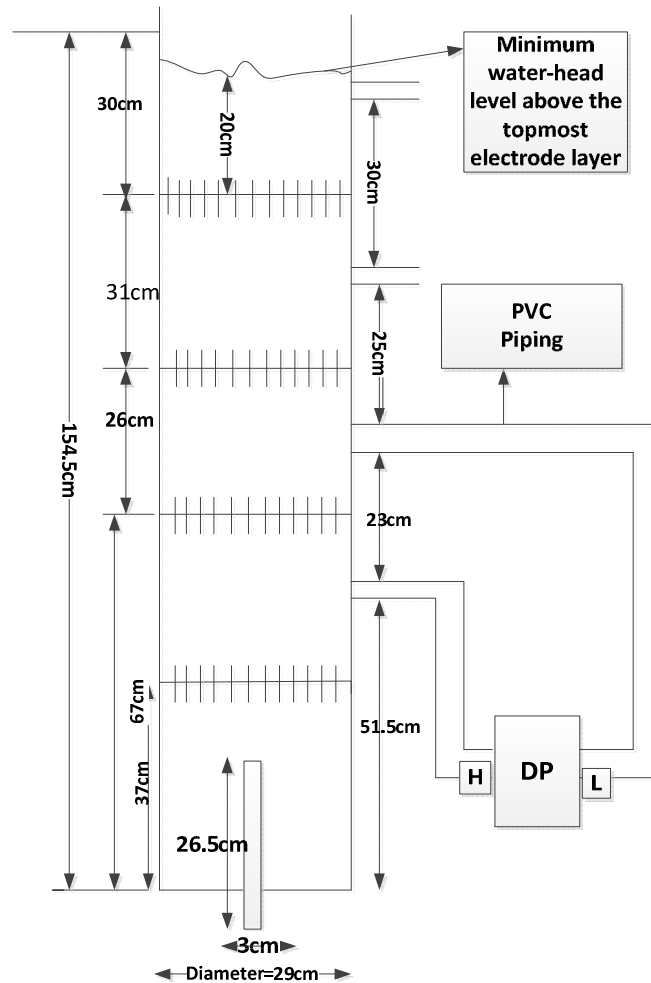 Minimum
water-head
level above the
topmost
electrode layer
30cm
20cm
30cm
31cm
PVC
Piping
25cm
26cm
154.5cm
23cm
67cm
51.5cm
37cm
H
DP
L
26.5cm
3cm
Diameter=29cm